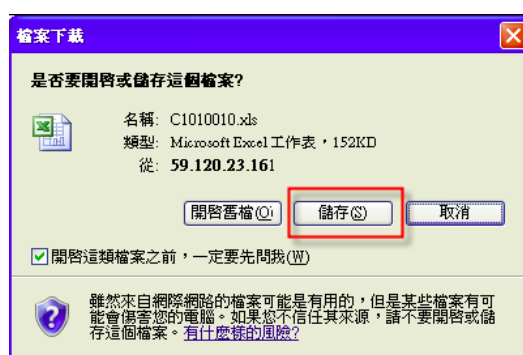 檔案下載
是否要開啓或儲存這個檔案?
名稱: C1010010.xls
類型: Microsoft Excel 工作表，152KD
從: 59.120.23.161
開啓舊檔(O) 儲存(S) 取消
開啓這類檔案之前，一定要先問我(W)
雖然來自網際網路的檔案可能是有用的，但是某些檔案有可
能會傷害您的電腦。如果您不信任其來源，請不要開啓或儲
存這個檔案。有什麼樣的風險?